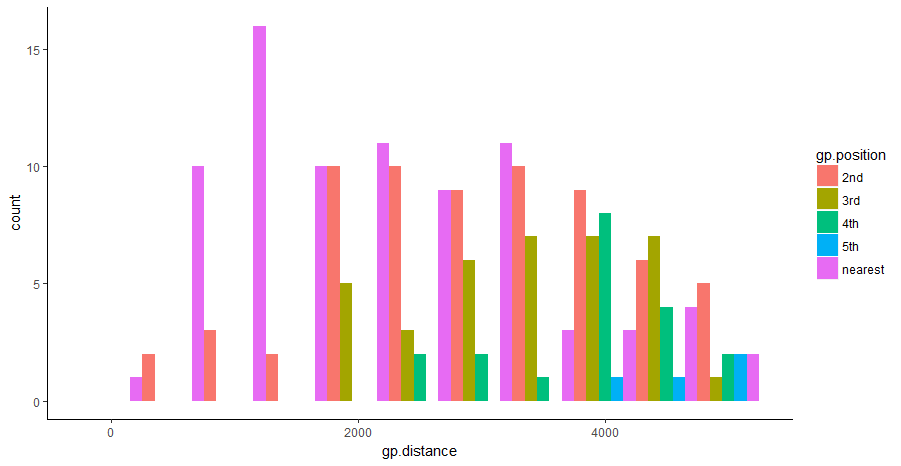 15
10
5
0
count
0
2000
4000
gp.distance
gp.position
2nd
3rd
4th
5th
nearest